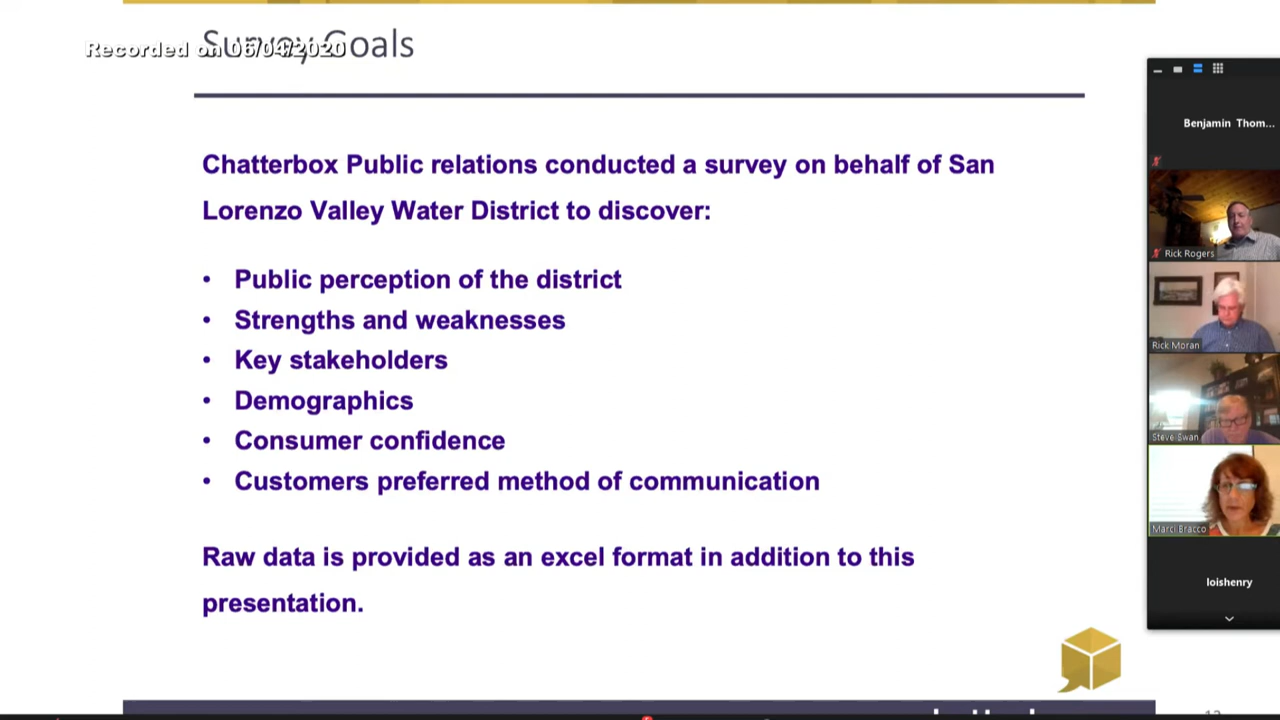 Survey Goals
Recorded on 06/04/2020
Chatterbox Public relations conducted a survey on behalf of San
Lorenzo Valley Water District to discover:
• Public perception of the district
• Strengths and weaknesses
• Key stakeholders
• Demographics
• Consumer confidence
• Customers preferred method of communication
Raw data is provided as an excel format in addition to this
presentation.
Benjamin Thom...
Rick Rogers
Rick Moran
Steve Swan
Marci Bracco
loishenry